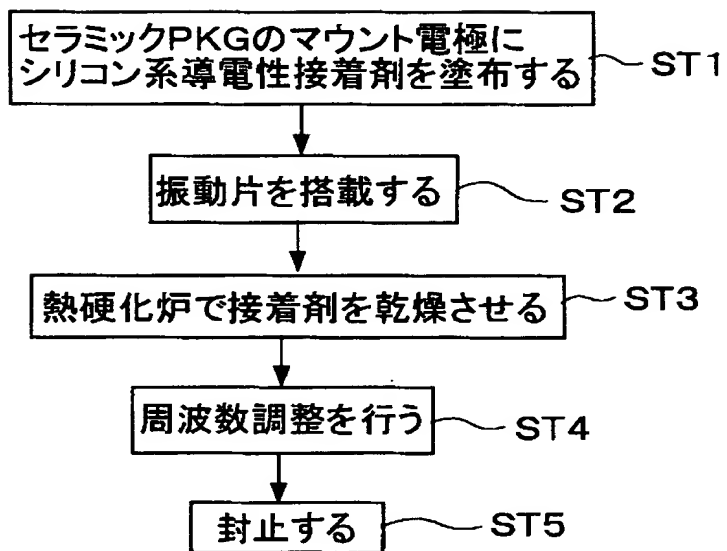 セラミックPKGのマウント電極に
シリコン系導電性接着剤を塗布する
ST1
振動片を搭載する
ST2
熱硬化炉で接着剤を乾燥させる
ST3
周波数調整を行う
ST4
封止する
ST5